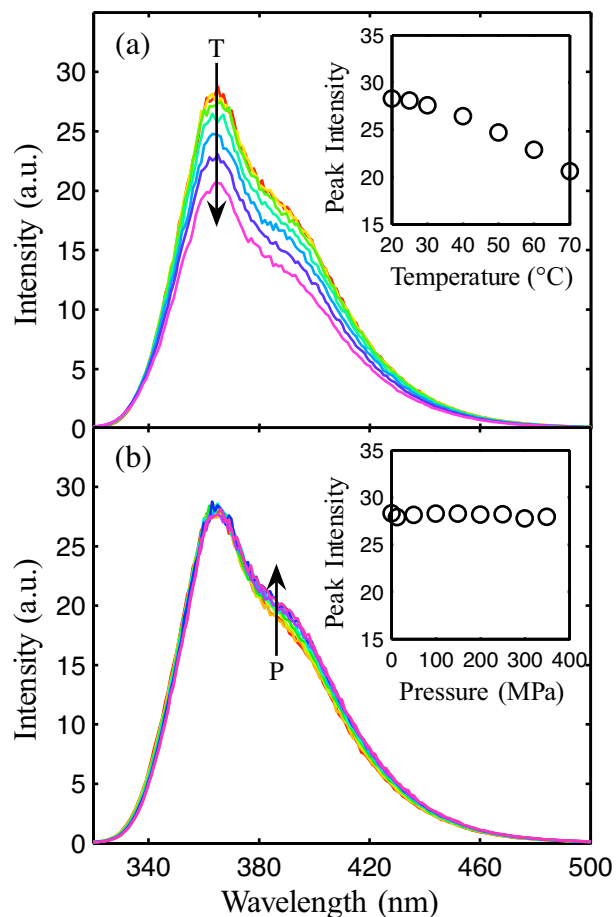 (a)
T
Intensity (a.u.)
30
25
20
15
10
5
0
Peak Intensity
35
30
25
20
15
20 30 40 50 60 70
Temperature (°C)
(b)
P
Intensity (a.u.)
30
25
20
15
10
5
0
Peak Intensity
35
30
25
20
15
0 100 200 300 400
Pressure (MPa)
340 380 420 460 500
Wavelength (nm)